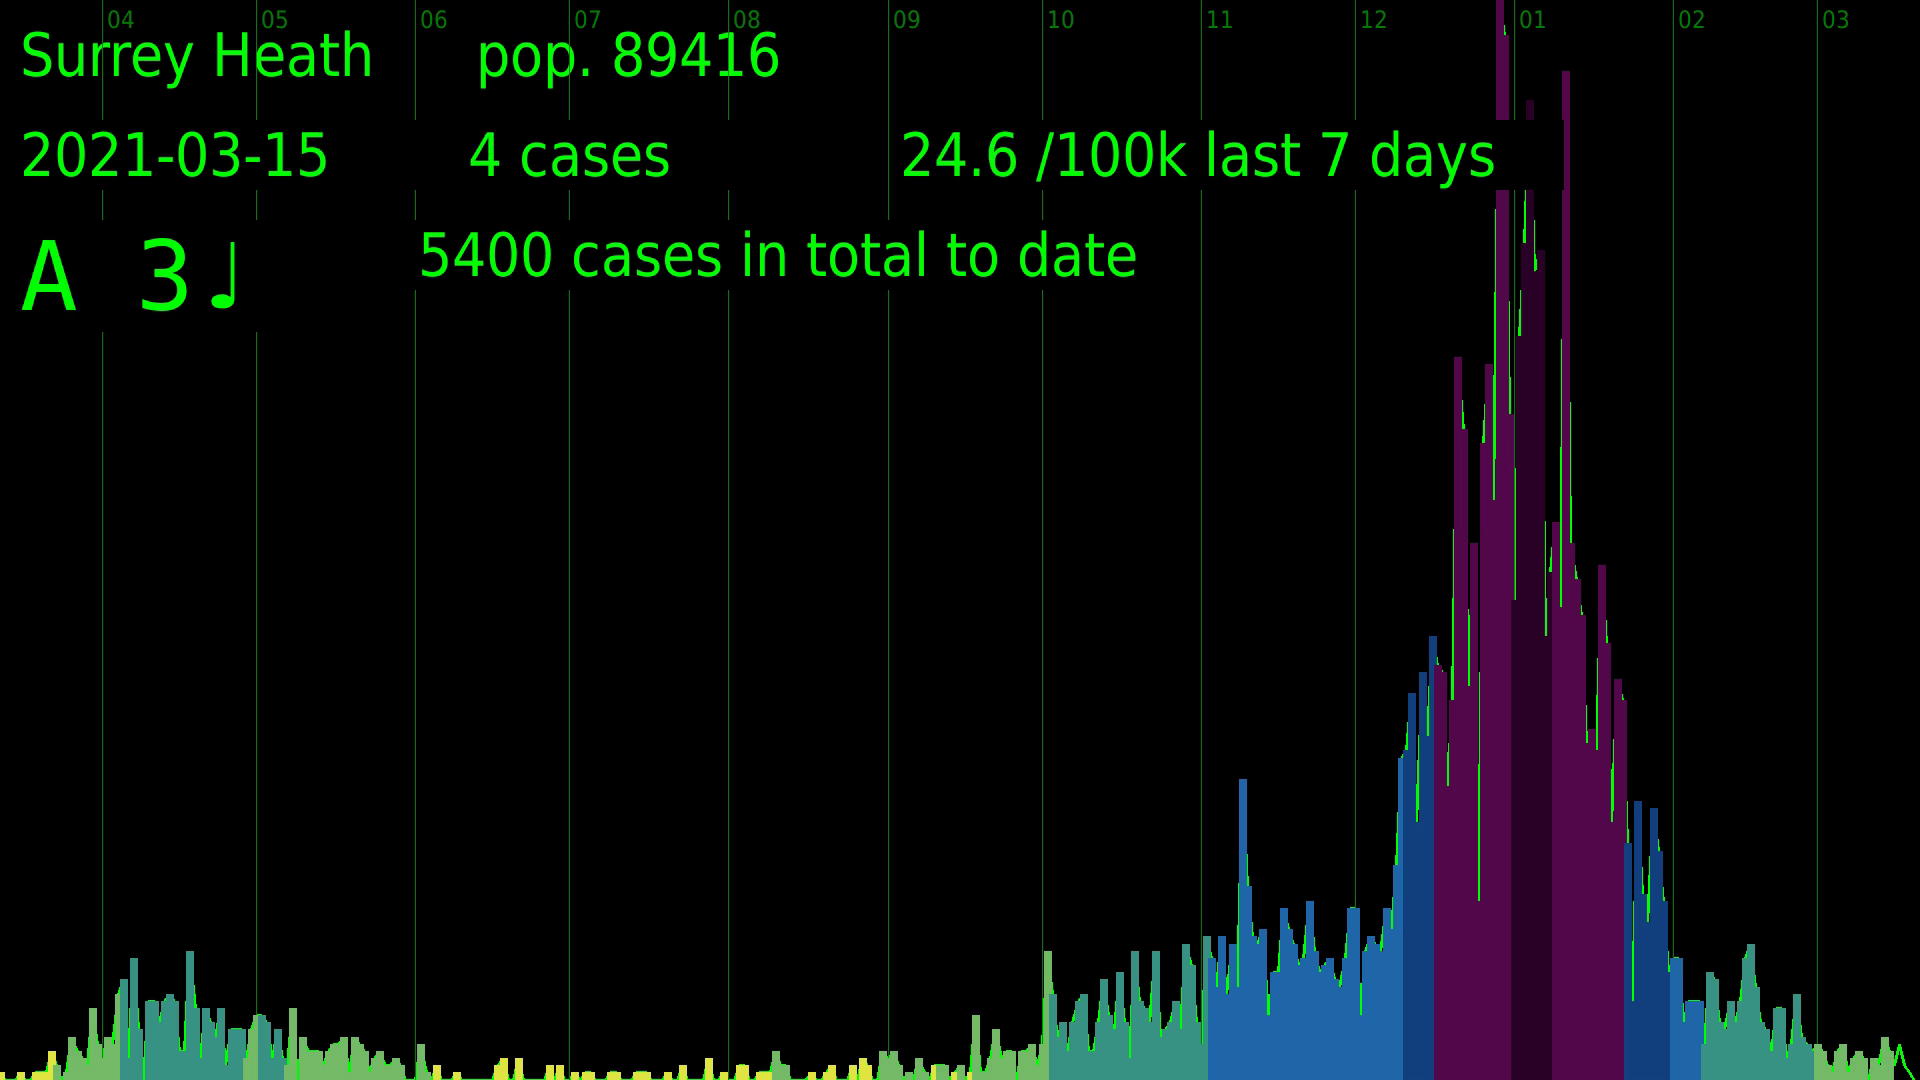 04 05 06 07 08 09 10 11 12 01 02 03
Surrey Heath pop. 89416
2021-03-15 4 cases 24.6 /100k last 7 days
A 3♩ 5400 cases in total to date